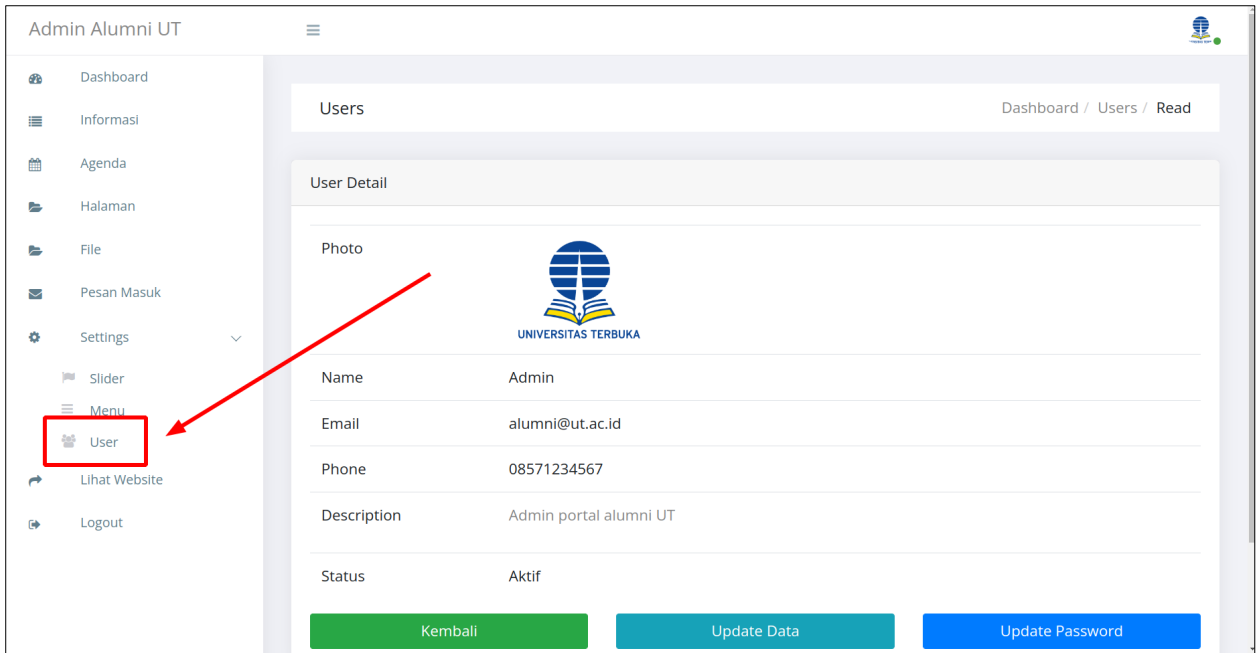 Admin Alumni UT
Dashboard
Informasi
Agenda
Halaman
File
Pesan Masuk
Settings
Slider
Menu
User
Lihat Website
Logout
Users
Dashboard / Users / Read
User Detail
Photo
UNIVERSITAS TERBUKA
Name Admin
Email alumni@ut.ac.id
Phone 08571234567
Description Admin portal alumni UT
Status Aktif
Kembali Update Data Update Password